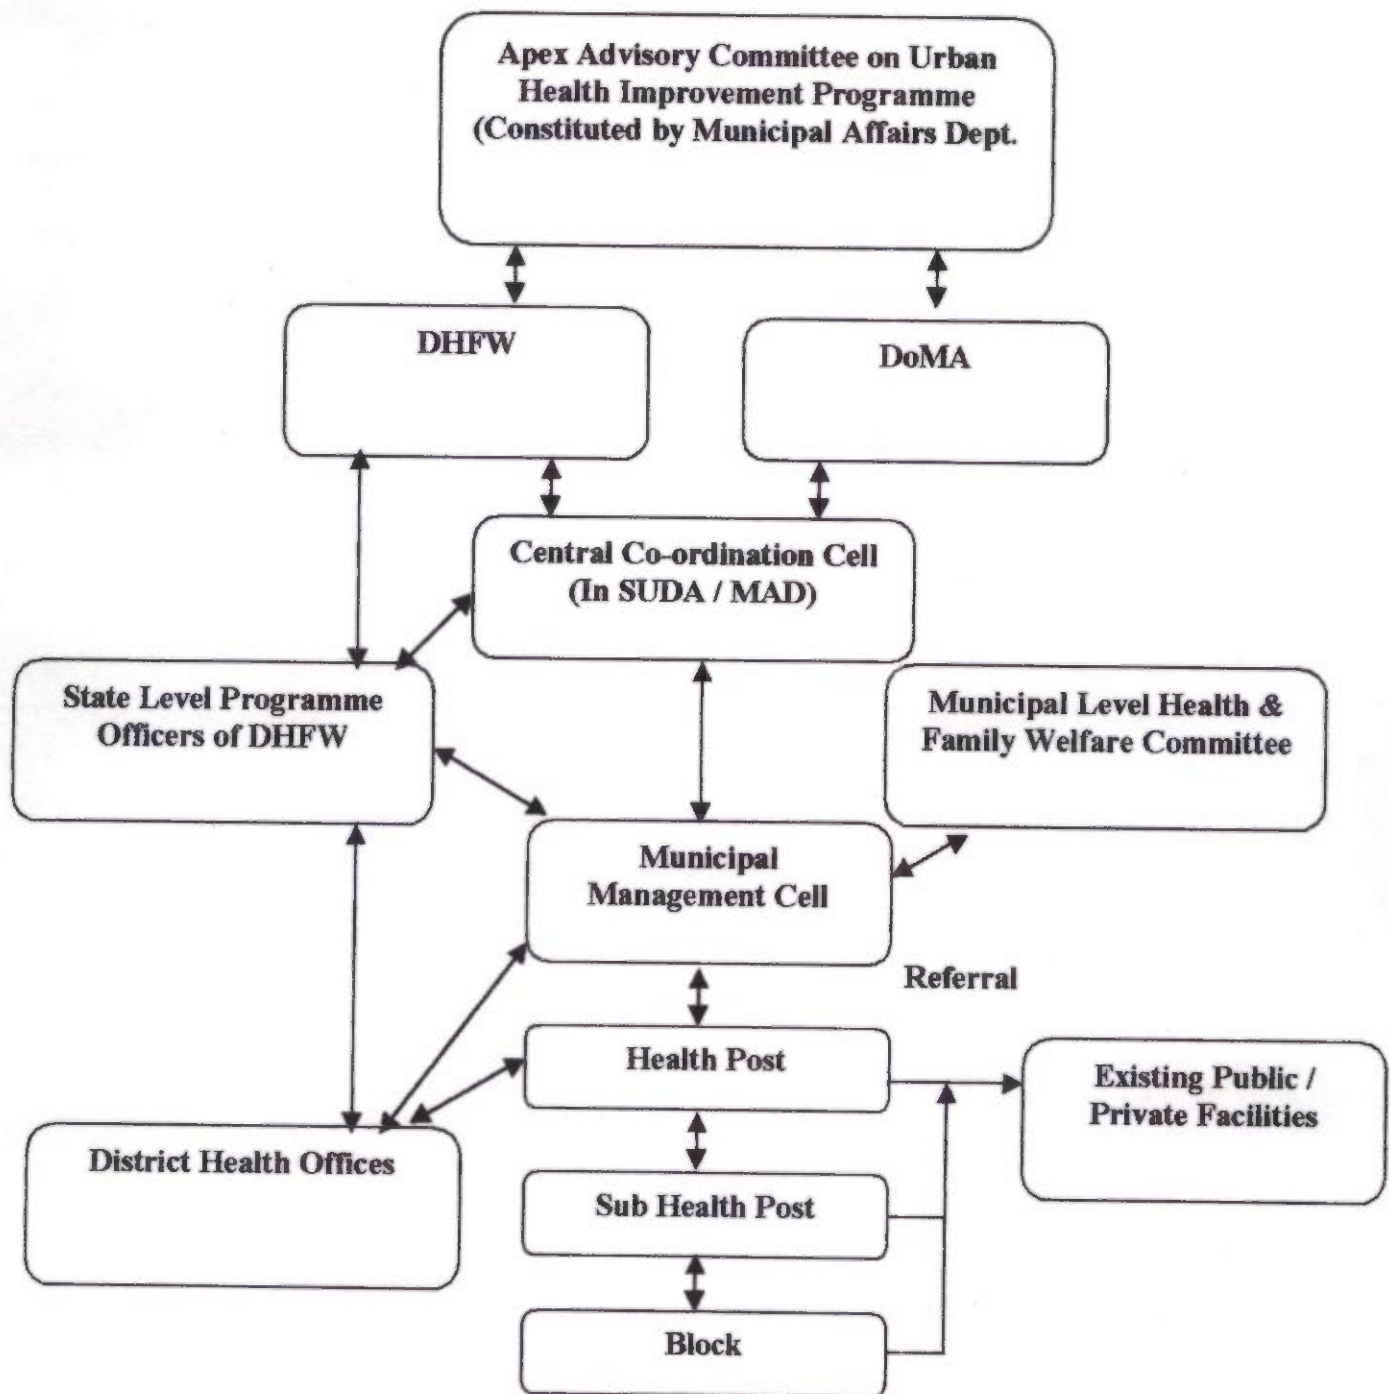 Apex Advisory Committee on Urban
Health Improvement Programme
(Constituted by Municipal Affairs Dept.
DHFW
DoMA
Central Co-ordination Cell
(In SUDA / MAD)
State Level Programme
Officers of DHFW
Municipal Level Health &
Family Welfare Committee
Municipal
Management Cell
Referral
Health Post
Existing Public /
Private Facilities
District Health Offices
Sub Health Post
Block